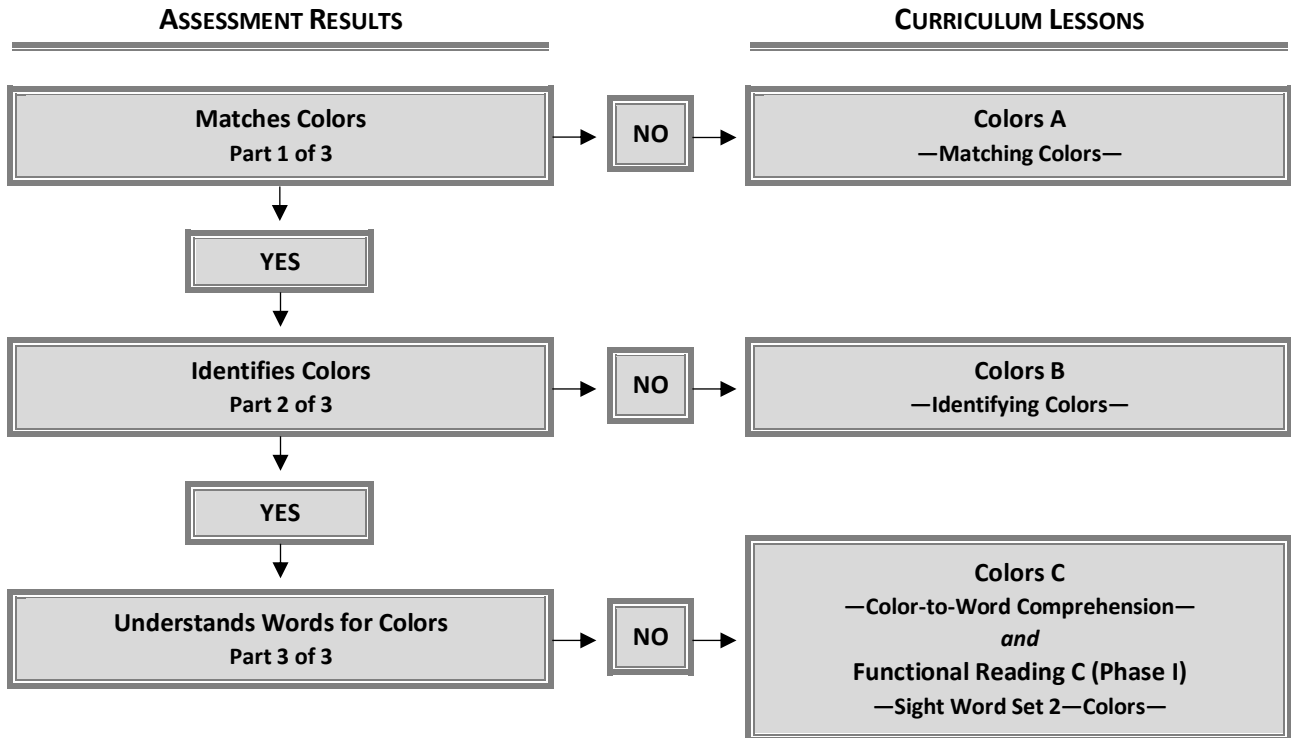 ASSESSMENT RESULTS
CURRICULUM LESSONS
Matches Colors
Part 1 of 3
NO
Colors A
—Matching Colors—
YES
Identifies Colors
Part 2 of 3
NO
Colors B
—Identifying Colors—
YES
Understands Words for Colors
Part 3 of 3
NO
Colors C
—Color-to-Word Comprehension—
and
Functional Reading C (Phase I)
—Sight Word Set 2—Colors—